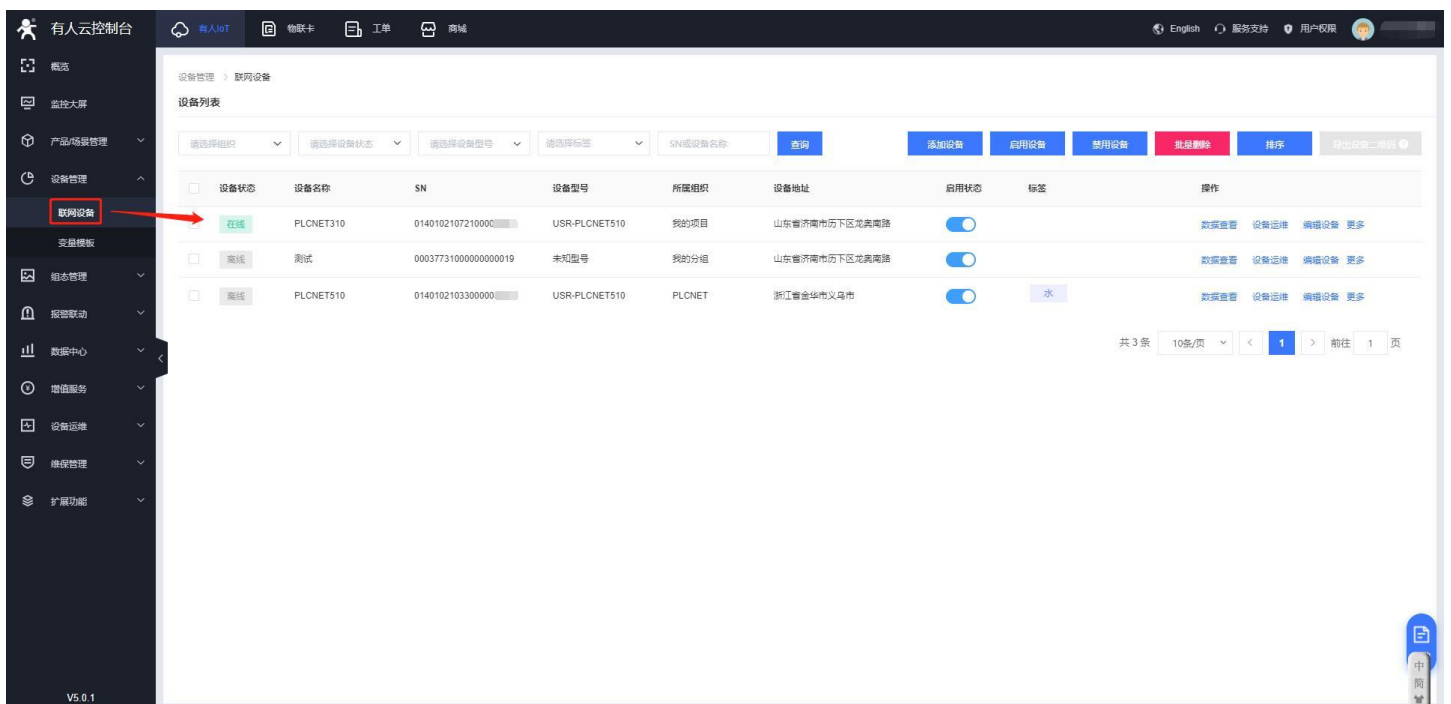 有人云控制台
有人IoT 物联卡 工单 商城 English 服务支持 用户权限
概览
监控大屏
产品/场景管理
设备管理
联网设备
变量模板
组态管理
报警联动
数据中心
增值服务
设备运维
维保管理
扩展功能
V5.0.1
设备管理 > 联网设备
设备列表
请选择组织 请选择设备状态 请选择设备型号 请选择标签 SN或设备名称 查询 添加设备 启用设备 禁用设备 批量删除 排序 导出设备二维码
设备状态 设备名称 SN 设备型号 所属组织 设备地址 启用状态 标签 操作
在线 PLCNET310 0140102107210000 USR-PLCNET510 我的项目 山东省济南市历下区龙奥南路 数据查看 设备运维 编辑设备 更多
离线 测试 00037731000000000019 未知型号 我的分组 山东省济南市历下区龙奥南路 数据查看 设备运维 编辑设备 更多
离线 PLCNET510 0140102103300000 USR-PLCNET510 PLCNET 浙江省金华市义乌市 水 数据查看 设备运维 编辑设备 更多
共 3 条 10条/页 < 1 > 前往 1 页
中
简